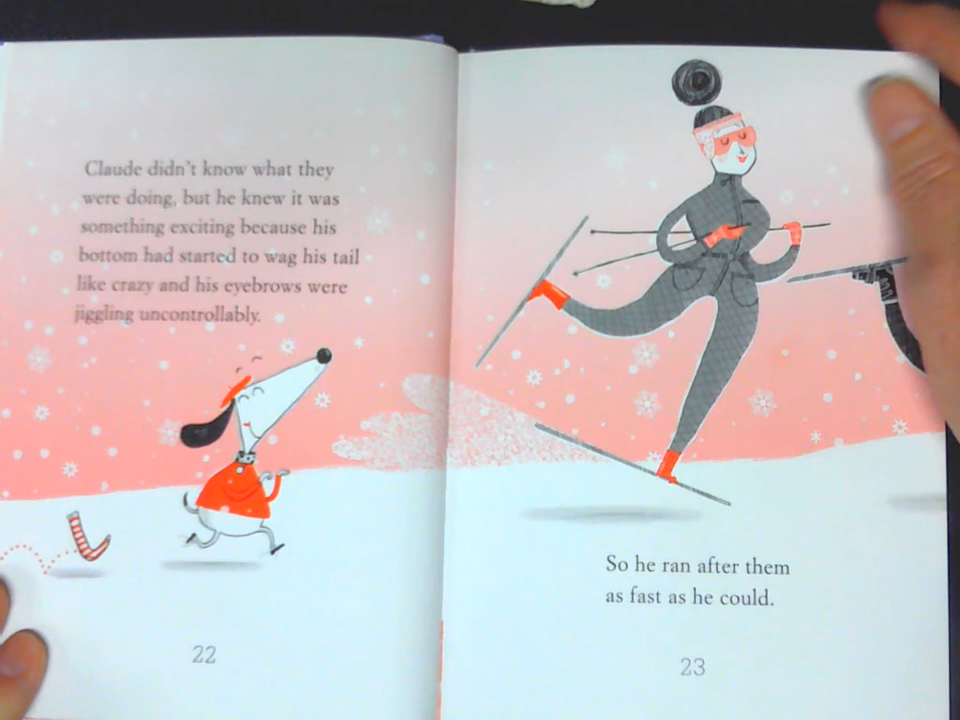 Claude didn't know what they
were doing, but he knew it was
something exciting because his
bottom had started to wag his tail
like crazy and his eyebrows were
jiggling uncontrollably.
22
So he ran after them
as fast as he could.
23